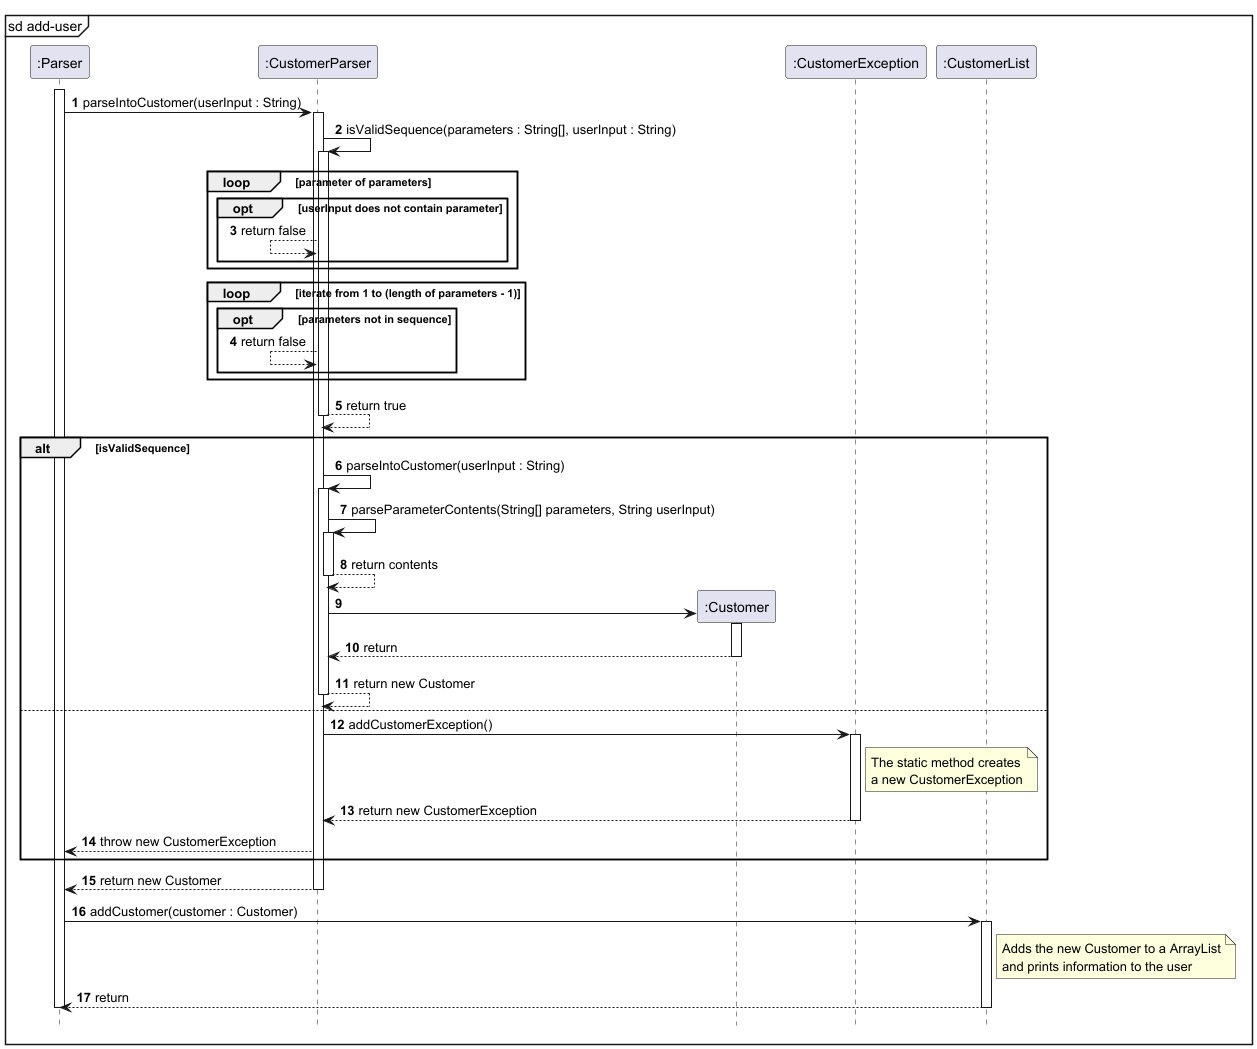 sd add-user
:Parser
:CustomerParser
:CustomerException
:CustomerList
1 parseIntoCustomer(userInput : String)
2 isValidSequence(parameters : String[], userInput : String)
loop [parameter of parameters]
opt [userInput does not contain parameter]
3 return false
loop [iterate from 1 to (length of parameters - 1)]
opt [parameters not in sequence]
4 return false
5 return true
alt [isValidSequence]
6 parseIntoCustomer(userInput : String)
7 parseParameterContents(String[] parameters, String userInput)
8 return contents
9
:Customer
10 return
11 return new Customer
12 addCustomerException()
The static method creates
a new CustomerException
13 return new CustomerException
14 throw new CustomerException
15 return new Customer
16 addCustomer(customer : Customer)
Adds the new Customer to a ArrayList
and prints information to the user
17 return